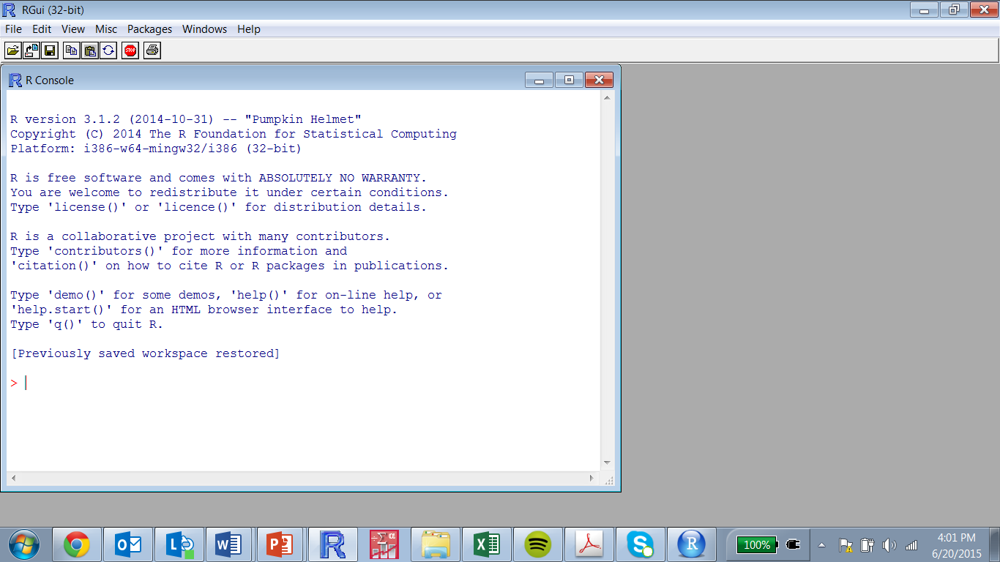 RGui (32-bit)
File Edit View Misc Packages Windows Help
STOP
R Console
R version 3.1.2 (2014-10-31) -- "Pumpkin Helmet"
Copyright (C) 2014 The R Foundation for Statistical Computing
Platform: i386-w64-mingw32/i386 (32-bit)
R is free software and comes with ABSOLUTELY NO WARRANTY.
You are welcome to redistribute it under certain conditions.
Type 'license()' or 'licence()' for distribution details.
R is a collaborative project with many contributors.
Type 'contributors()' for more information and
'citation()' on how to cite R or R packages in publications.
Type 'demo()' for some demos, 'help()' for on-line help, or
'help.start()' for an HTML browser interface to help.
Type 'q()' to quit R.
[Previously saved workspace restored]
>
100%
4:01 PM
6/20/2015